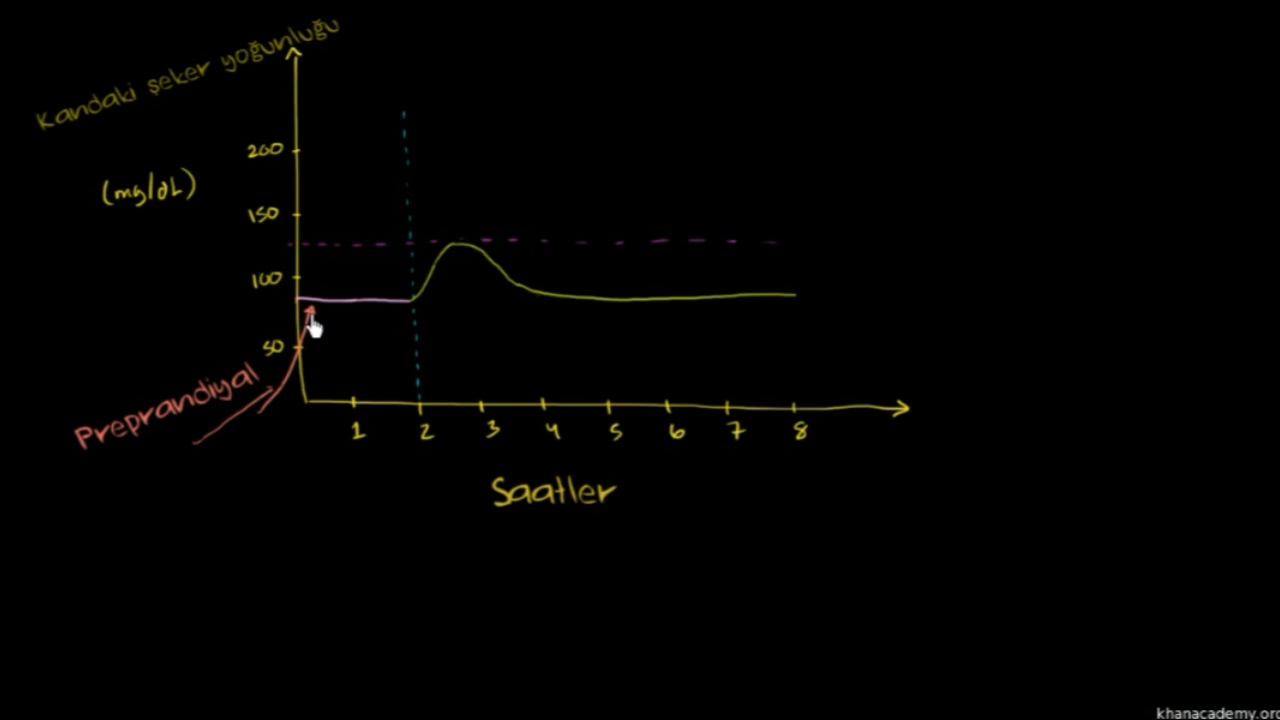 Kandaki şeker yoğunluğu
(mg/dL)
200
150
100
50
Preprandiyal
1 2 3 4 5 6 7 8
Saatler
khanacademy.org